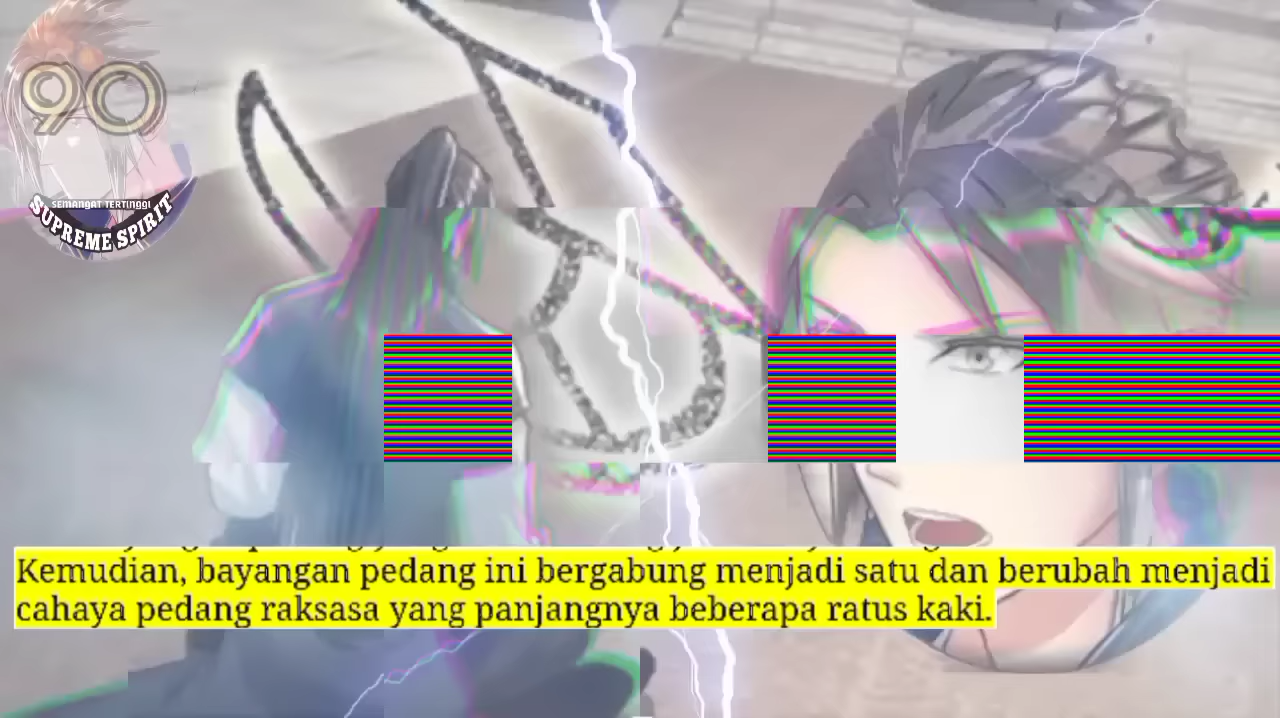 90
SEMANGAT TERTINGGI
SUPREME SPIRIT
Kemudian, bayangan pedang ini bergabung menjadi satu dan berubah menjadi
cahaya pedang raksasa yang panjangnya beberapa ratus kaki.